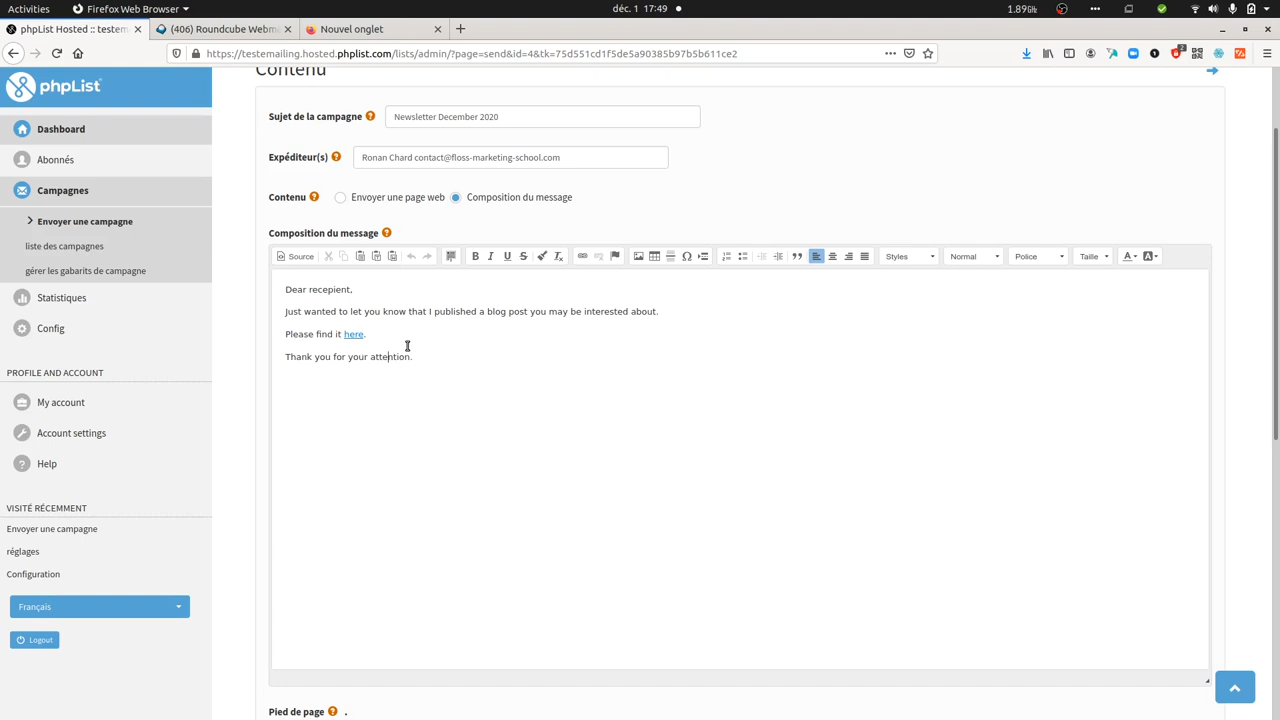 Activities Firefox Web Browser déc. 1 17:49 1.89k₩ 100 %
phpList Hosted :: testem
(406) Roundcube Webm
Nouvel onglet
https://testemailing.hosted.phplist.com/lists/admin/?page=send&id=4&tk=75d551cd1f5de5a90385b97b5b611ce2
phpList
Contenu
Dashboard
Abonnés
Campagnes
Envoyer une campagne
liste des campagnes
gérer les gabarits de campagne
Statistiques
Config
PROFILE AND ACCOUNT
My account
Account settings
Help
VISITÉ RÉCEMMENT
Envoyer une campagne
réglages
Configuration
Français
Logout
Sujet de la campagne ? Newsletter December 2020
Expéditeur(s) ? Ronan Chard contact@floss-marketing-school.com
Contenu ? Envoyer une page web Composition du message
Composition du message ?
Source Styles Normal Police Taille
Dear recepient,
Just wanted to let you know that I published a blog post you may be interested about.
Please find it here.
Thank you for your attention.
Pied de page ? .